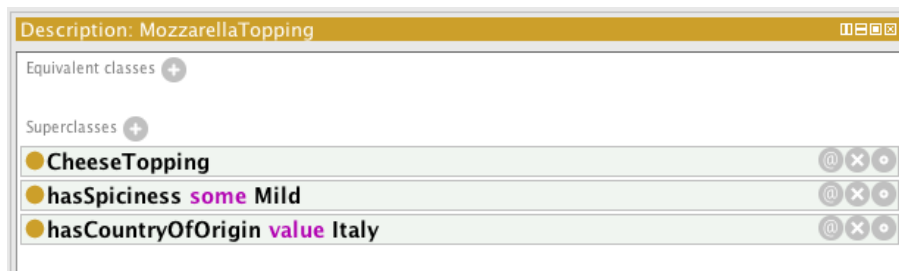 Description: MozzarellaTopping
Equivalent classes
Superclasses
CheeseTopping
hasSpiciness some Mild
hasCountryOfOrigin value Italy